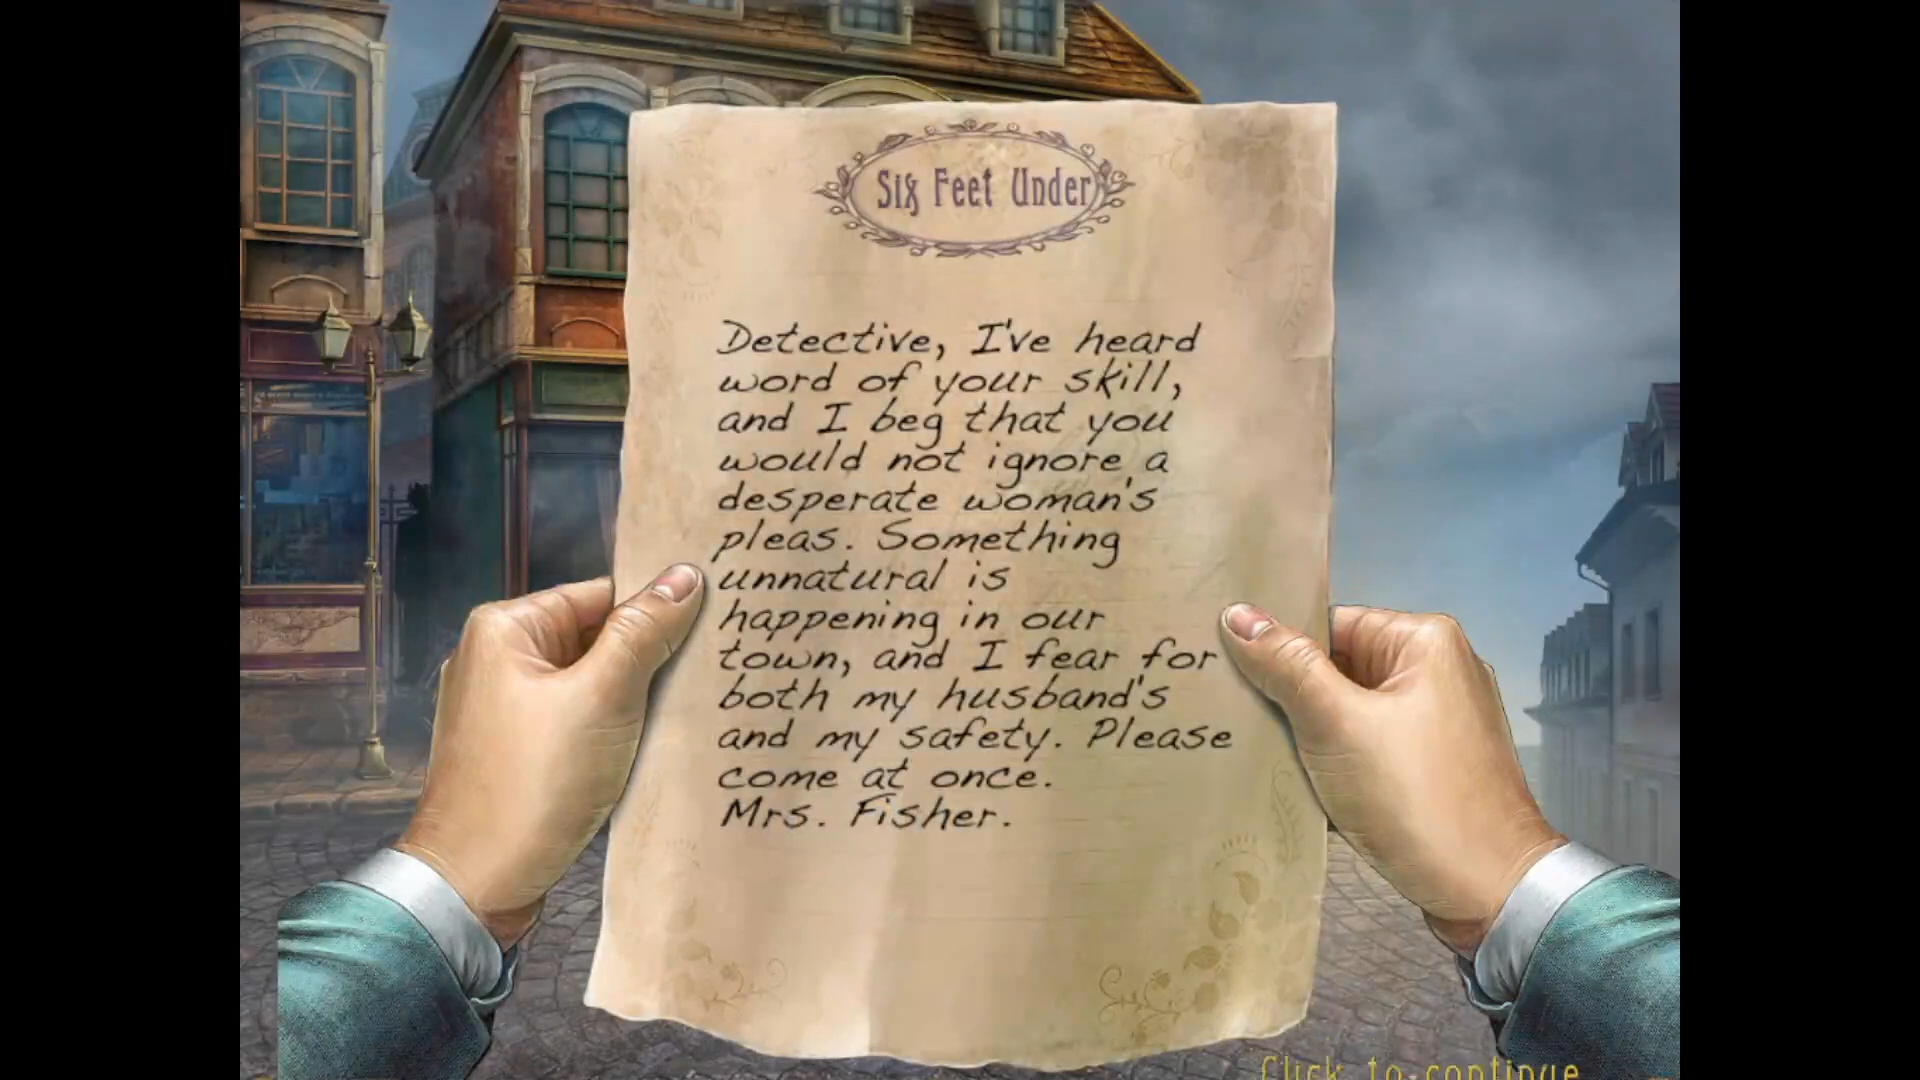 Six Feet Under
Detective, I've heard
word of your skill,
and I beg that you
would not ignore a
desperate woman's
pleas. Something
unnatural is
happening in our
town, and I fear for
both my husband's
and my safety. Please
come at once.
Mrs. Fisher.
Click to continue